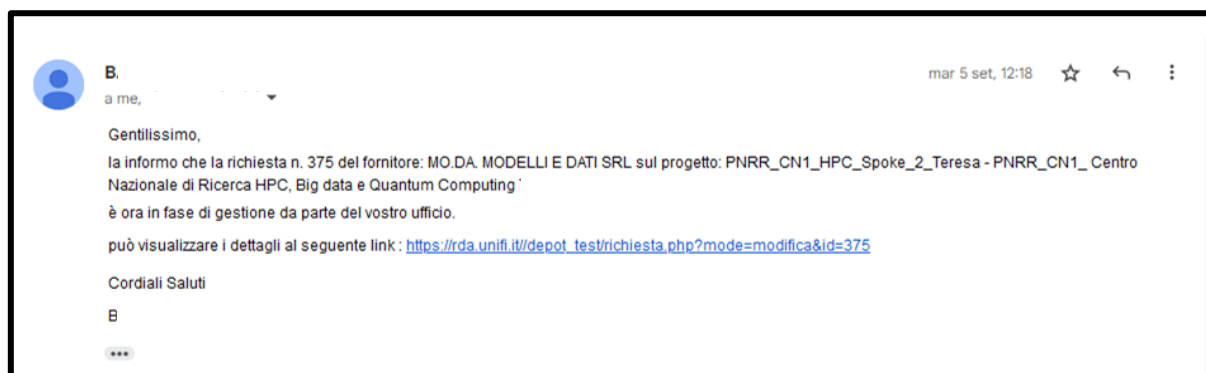 B.
mar 5 set, 12:18
a me,
Gentilissimo,
la informo che la richiesta n. 375 del fornitore: MO.DA. MODELLI E DATI SRL sul progetto: PNRR_CN1_HPC_Spoke_2_Teresa - PNRR_CN1_ Centro
Nazionale di Ricerca HPC, Big data e Quantum Computing
è ora in fase di gestione da parte del vostro ufficio.
può visualizzare i dettagli al seguente link : https://rda.unifi.it//depot_test/richiesta.php?mode=modifica&id=375
Cordiali Saluti
B